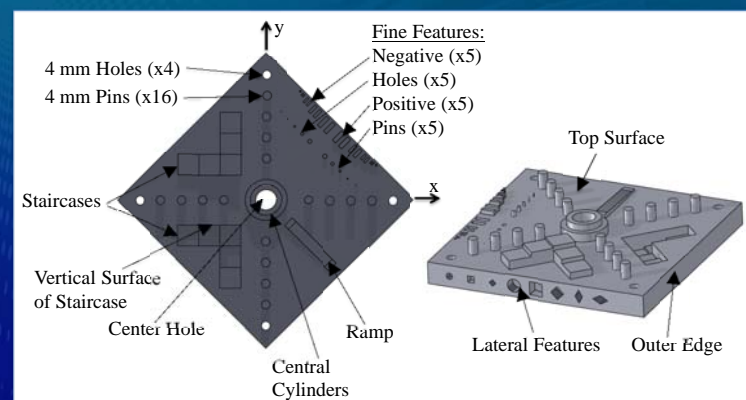 y
Fine Features:
Negative (x5)
Holes (x5)
Positive (x5)
Pins (x5)
4 mm Holes (x4)
4 mm Pins (x16)
Staircases
x
Vertical Surface
of Staircase
Center Hole
Ramp
Central
Cylinders
Top Surface
Lateral Features
Outer Edge